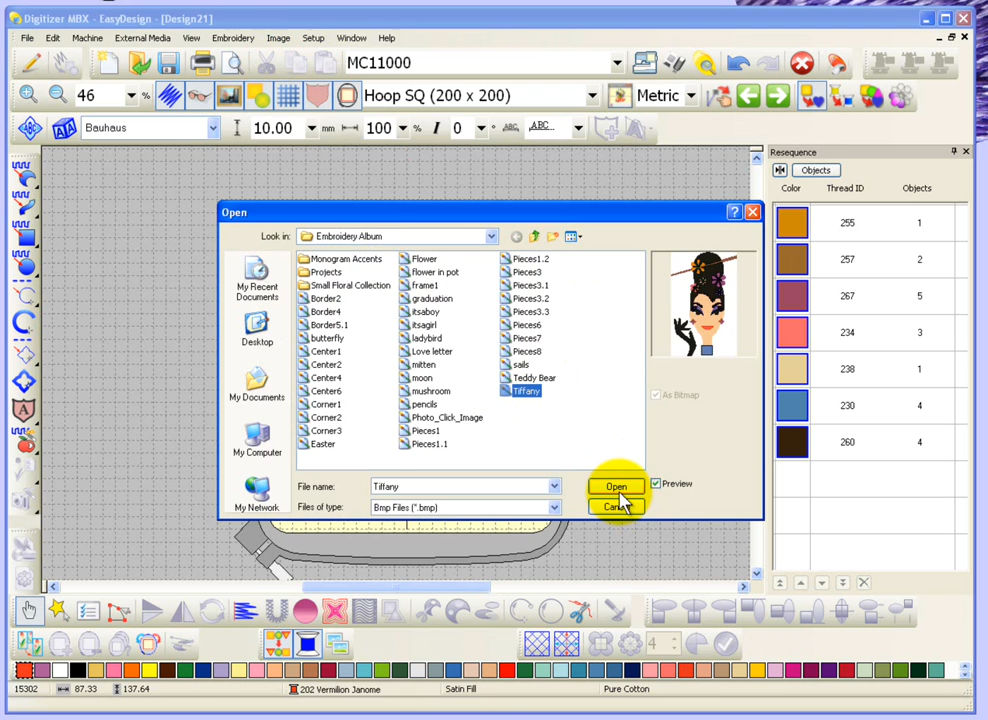 Digitizer MBX - EasyDesign - [Design21]
File Edit Machine External Media View Embroidery Image Setup Window Help
MC11000
46 % Hoop SQ (200 x 200) Metric
Bauhaus 10.00 mm 100 % 0 ° ABC ABC
Resequence
Objects
Color Thread ID Objects
255 1
257 2
267 5
234 3
238 1
230 4
260 4
Open
Look in: Embroidery Album
My Recent Documents
Desktop
My Documents
My Computer
My Network
Monogram Accents
Projects
Small Floral Collection
Border2
Border4
Border5.1
butterfly
Center1
Center2
Center4
Center6
Corner1
Corner2
Corner3
Easter
Flower
flower in pot
frame1
graduation
itsaboy
itsagirl
ladybird
Love letter
mitten
moon
mushroom
pencils
Photo_Click_Image
Pieces1
Pieces1.1
Pieces1.2
Pieces3
Pieces3.1
Pieces3.2
Pieces3.3
Pieces6
Pieces7
Pieces8
sails
Teddy Bear
Tiffany
As Bitmap
File name: Tiffany Open Preview
Files of type: Bmp Files (*.bmp)
4
15302 87.33 137.64 202 Vermilion Janome Satin Fill Pure Cotton